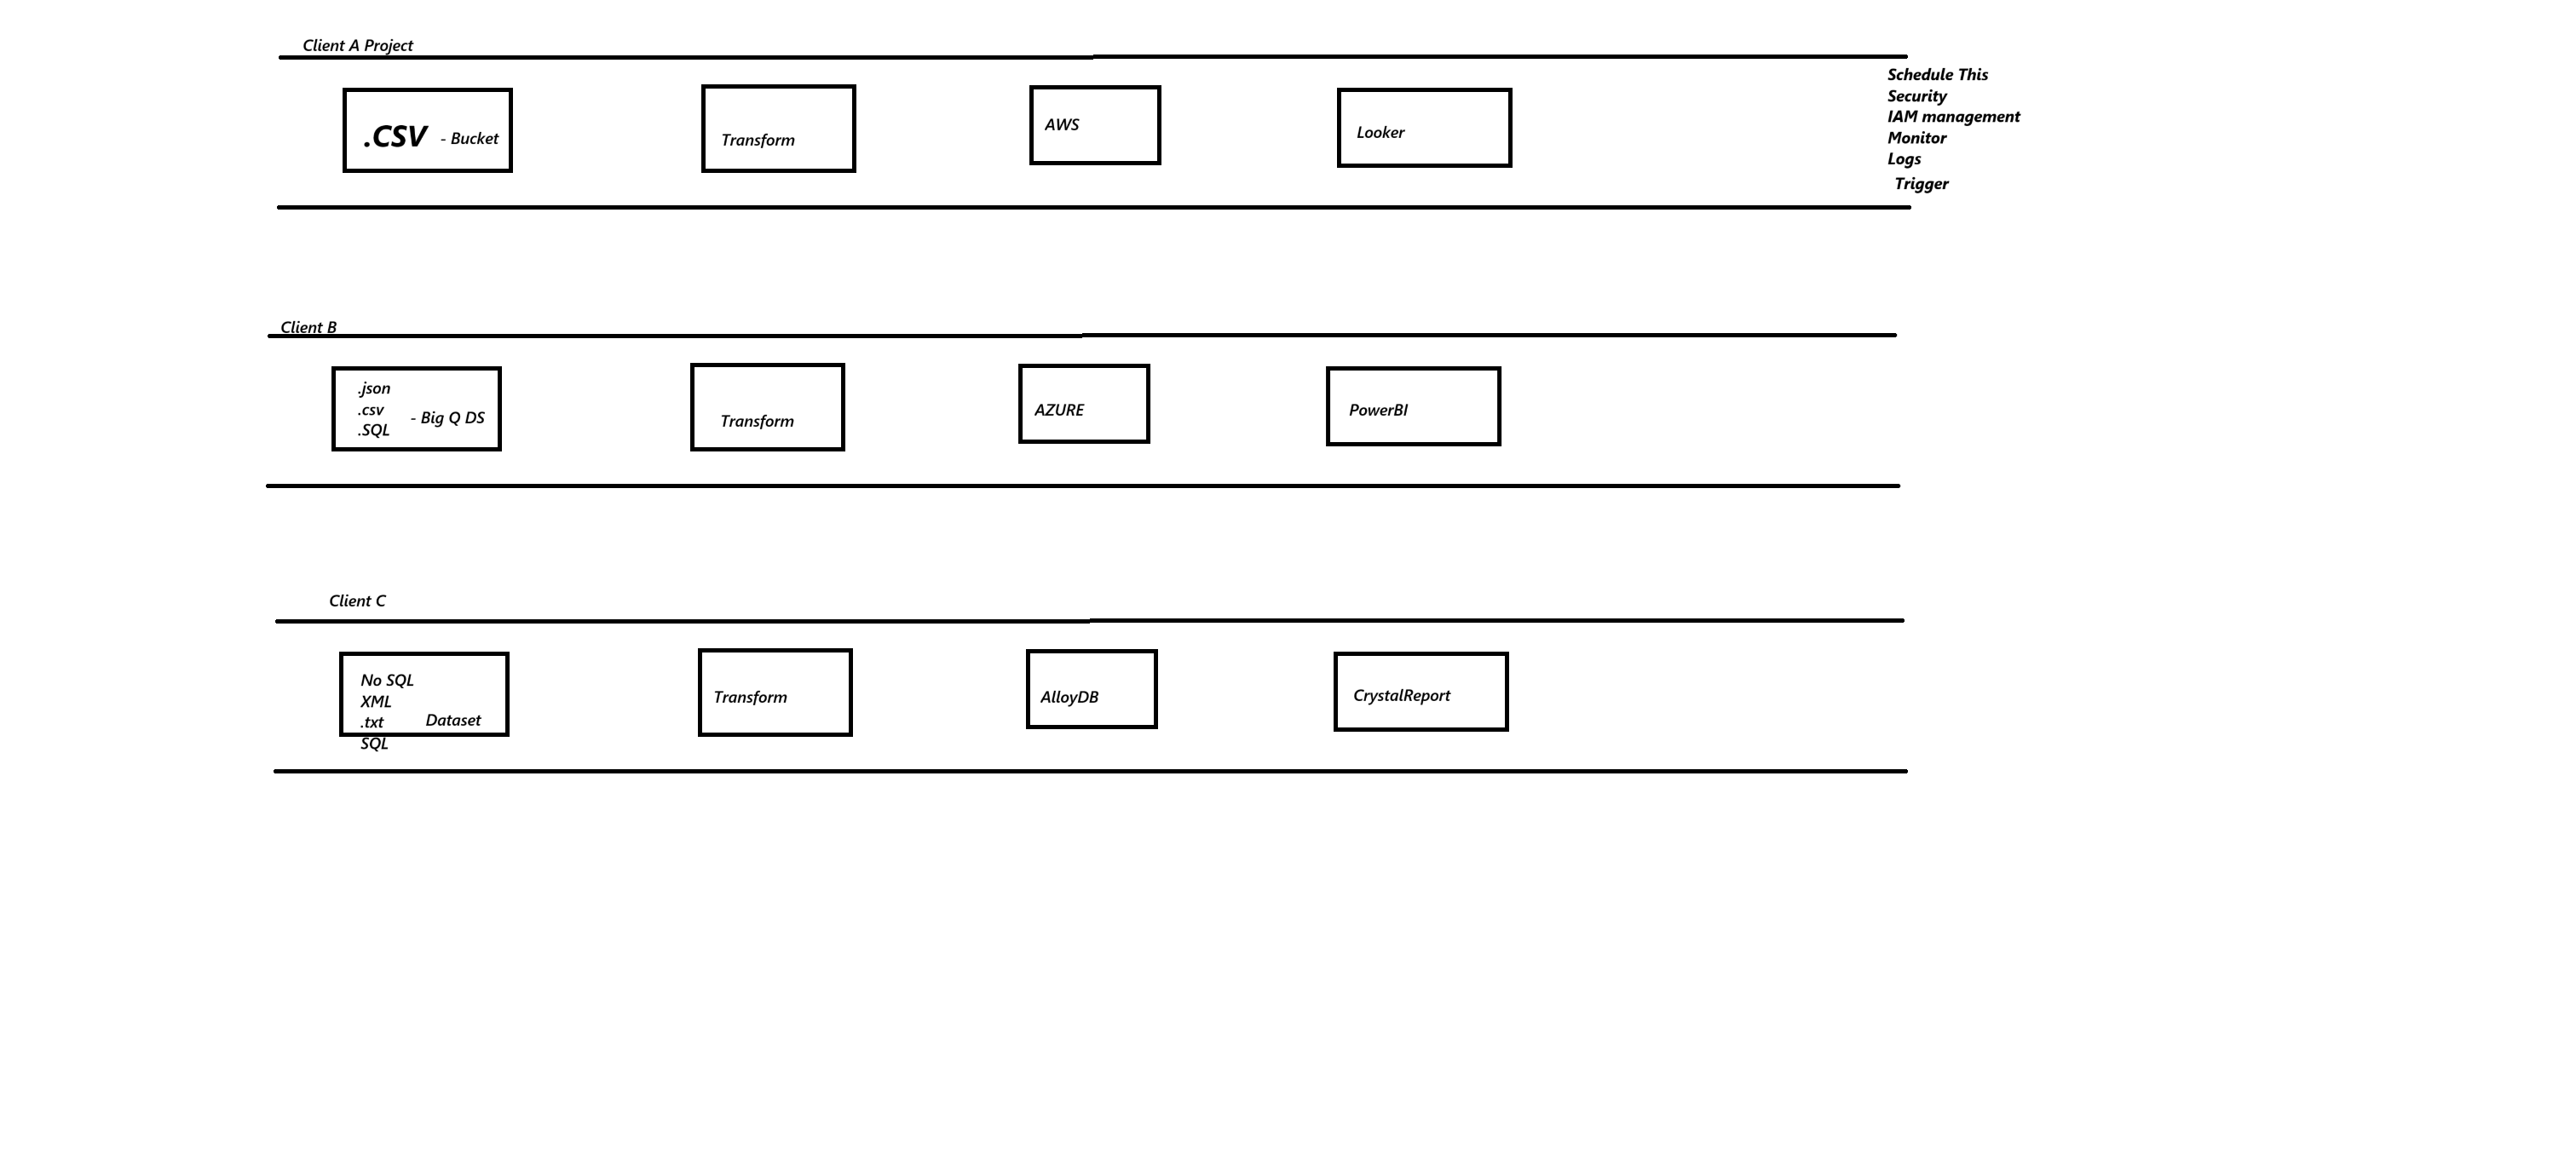 Client A Project
.CSV - Bucket
Transform
AWS
Looker
Schedule This
Security
IAM management
Monitor
Logs
Trigger
Client B
.json
.csv
.SQL
- Big Q DS
Transform
AZURE
PowerBI
Client C
No SQL
XML
.txt
SQL
Dataset
Transform
AlloyDB
CrystalReport